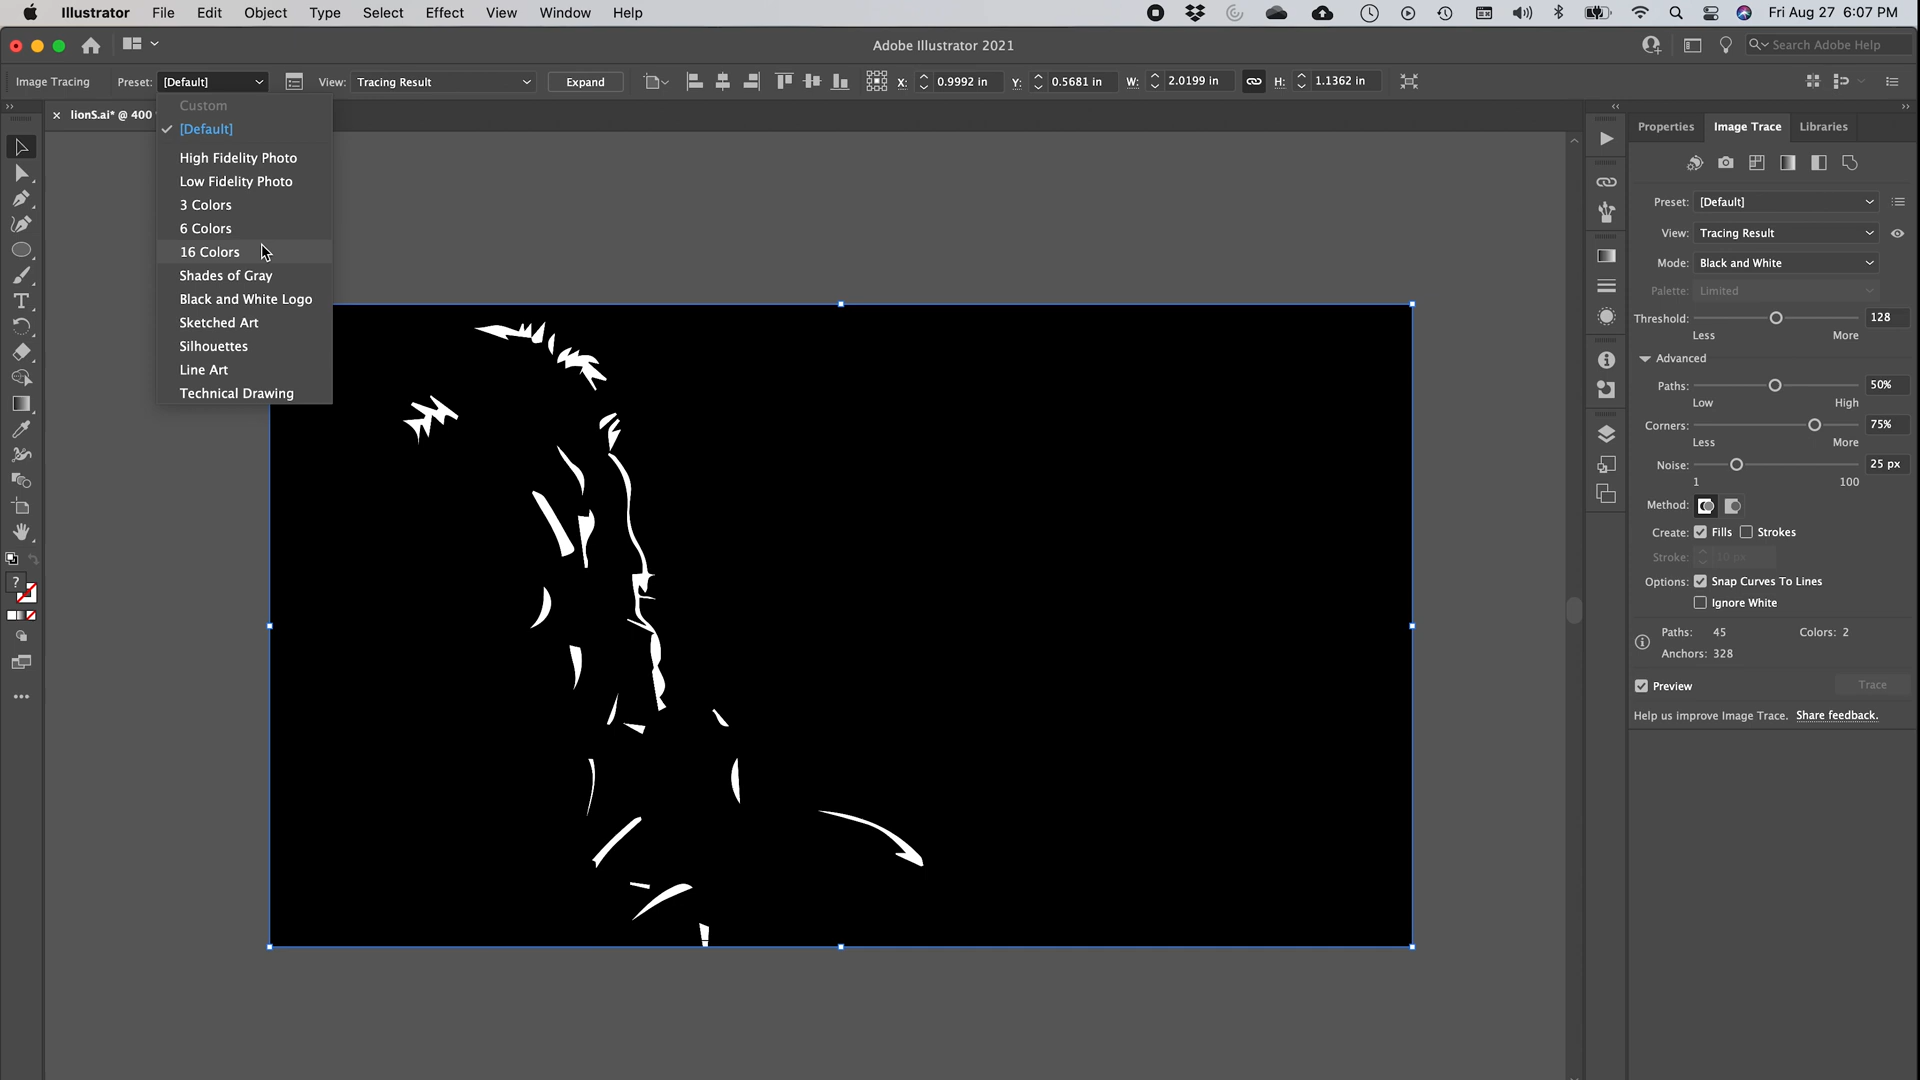 Illustrator File Edit Object Type Select Effect View Window Help Fri Aug 27 6:07 PM
Adobe Illustrator 2021 Search Adobe Help
Image Tracing Preset: [Default] View: Tracing Result Expand X: 0.9992 in Y: 0.5681 in W: 2.0199 in H: 1.1362 in
lionS.ai* @ 400
Custom
[Default]
High Fidelity Photo
Low Fidelity Photo
3 Colors
6 Colors
16 Colors
Shades of Gray
Black and White Logo
Sketched Art
Silhouettes
Line Art
Technical Drawing
Properties Image Trace Libraries
Preset: [Default]
View: Tracing Result
Mode: Black and White
Palette: Limited
Threshold: 128
Less More
Advanced
Paths: 50%
Low High
Corners: 75%
Less More
Noise: 25 px
1 100
Method:
Create: Fills Strokes
Stroke: 10 px
Options: Snap Curves To Lines
Ignore White
Paths: 45 Colors: 2
Anchors: 328
Preview Trace
Help us improve Image Trace. Share feedback.